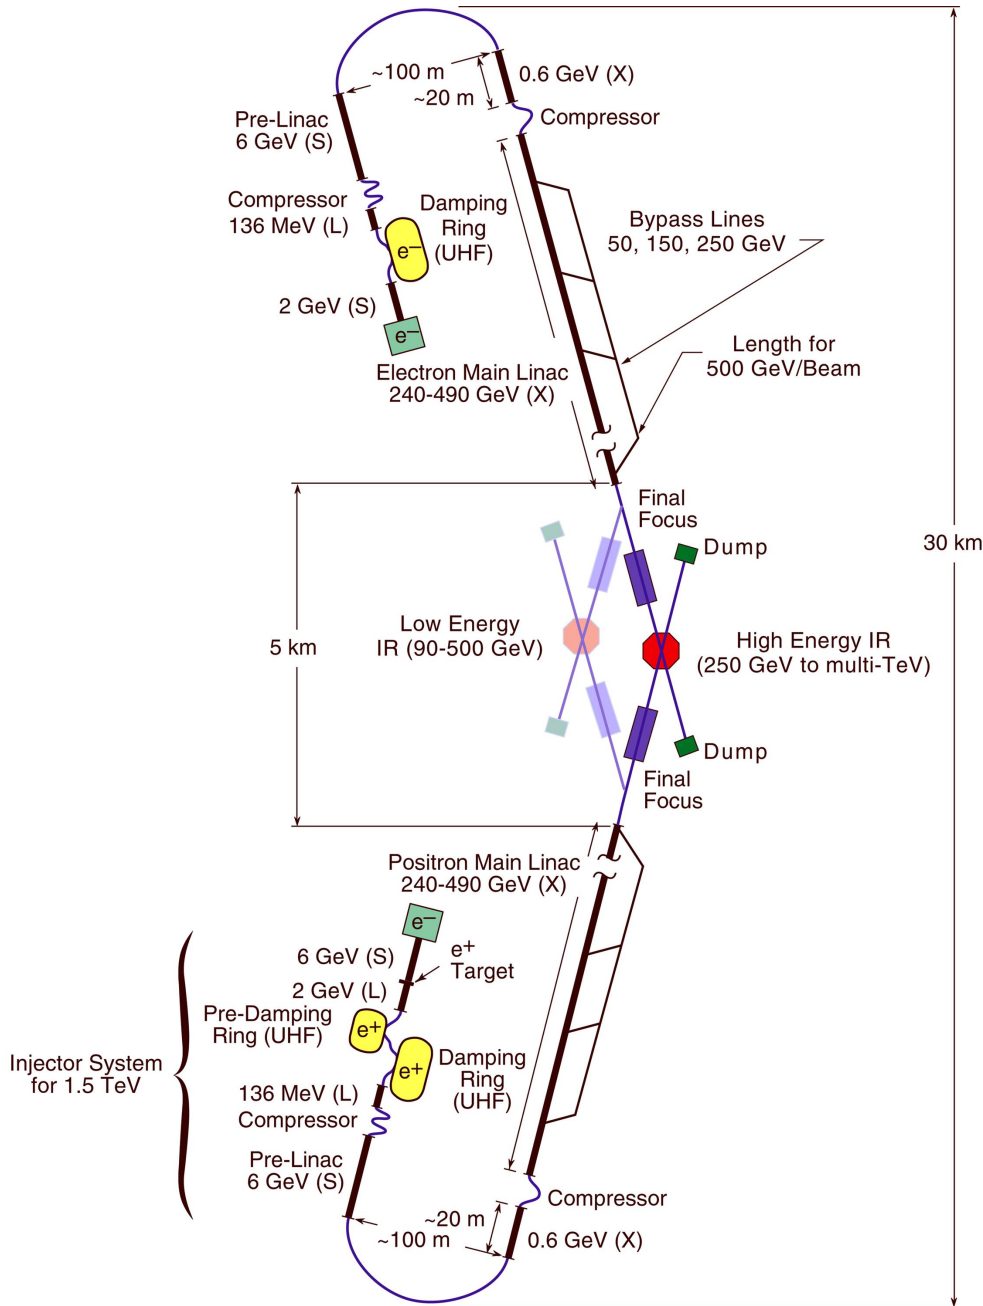 ~100 m
0.6 GeV (X)
~20 m
Compressor
Pre-Linac
6 GeV (S)
Compressor
136 MeV (L)
Damping
Ring
(UHF)
e–
2 GeV (S)
e–
Bypass Lines
50, 150, 250 GeV
Length for
500 GeV/Beam
Electron Main Linac
240-490 GeV (X)
Final
Focus
Dump
30 km
5 km
Low Energy
IR (90-500 GeV)
High Energy IR
(250 GeV to multi-TeV)
Dump
Final
Focus
Positron Main Linac
240-490 GeV (X)
e–
6 GeV (S)
e+
Target
2 GeV (L)
Pre-Damping
Ring (UHF)
e+
e+
Damping
Ring
(UHF)
Injector System
for 1.5 TeV
136 MeV (L)
Compressor
Pre-Linac
6 GeV (S)
Compressor
~20 m
~100 m
0.6 GeV (X)